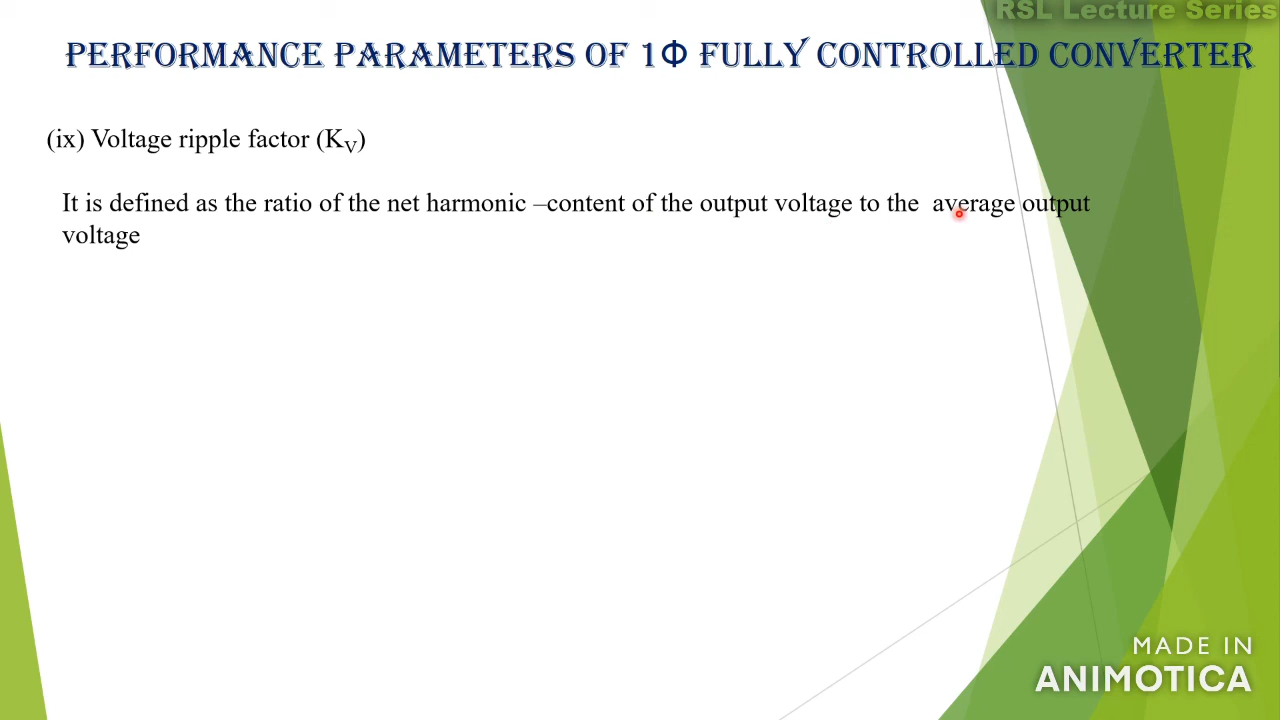 RSL Lecture Series
PERFORMANCE PARAMETERS OF 1Φ FULLY CONTROLLED CONVERTER
(ix) Voltage ripple factor (KV)
It is defined as the ratio of the net harmonic –content of the output voltage to the average output
voltage
MADE IN
ANIMOTICA